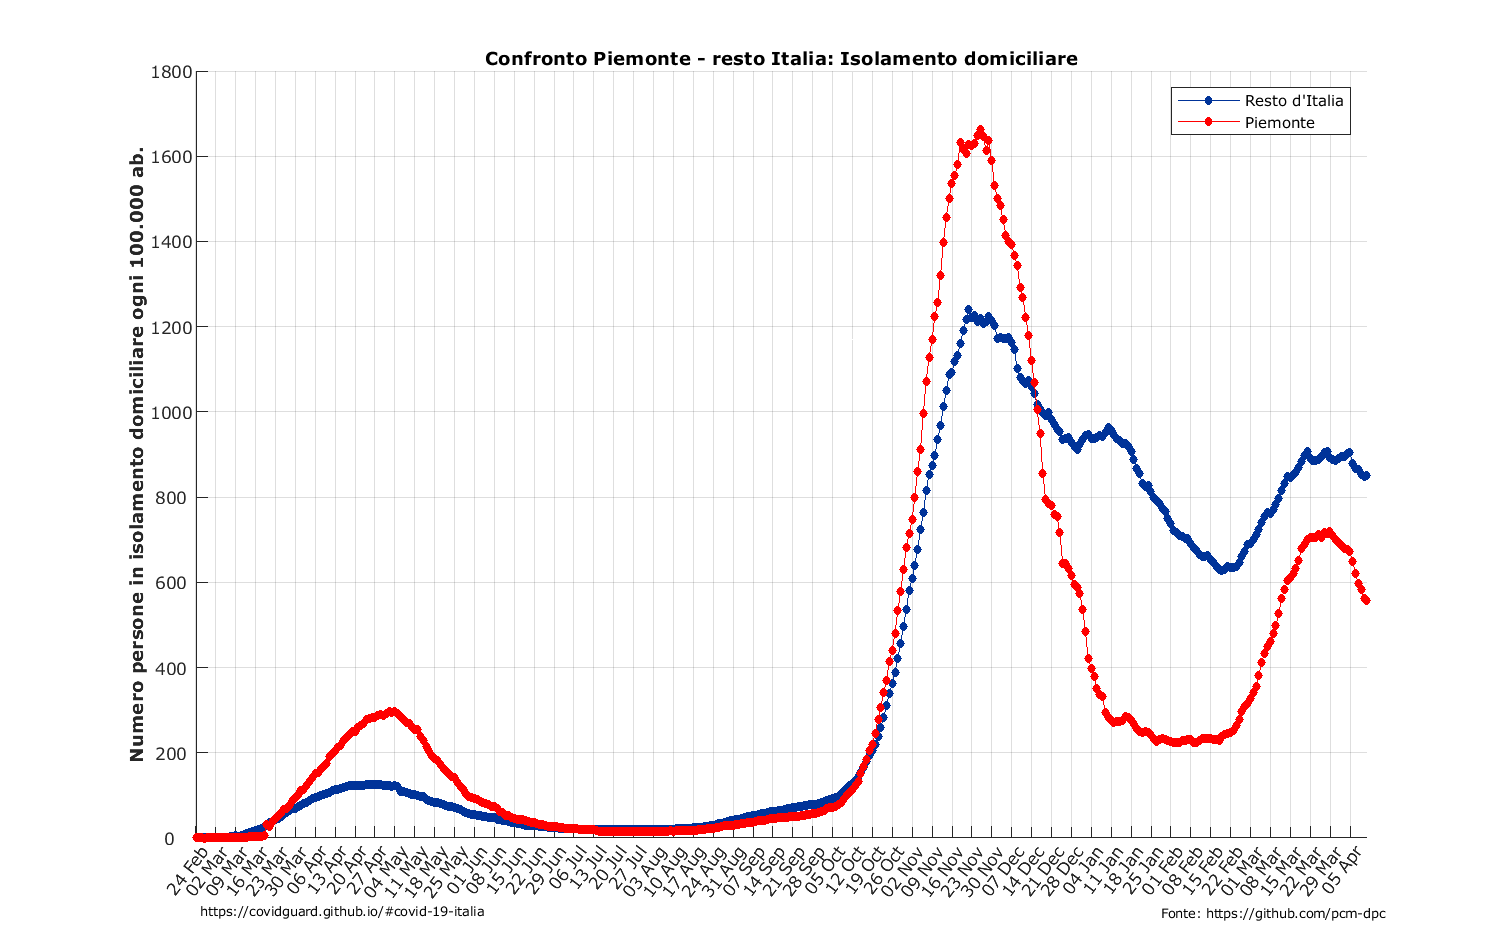 Confronto Piemonte - resto Italia: Isolamento domiciliare
Numero persone in isolamento domiciliare ogni 100.000 ab.
1800
1600
1400
1200
1000
800
600
400
200
0
Resto d'Italia
Piemonte
24 Feb
02 Mar
09 Mar
16 Mar
23 Mar
30 Mar
06 Apr
13 Apr
20 Apr
27 Apr
04 May
11 May
18 May
25 May
01 Jun
08 Jun
15 Jun
22 Jun
29 Jun
06 Jul
13 Jul
20 Jul
27 Jul
03 Aug
10 Aug
17 Aug
24 Aug
31 Aug
07 Sep
14 Sep
21 Sep
28 Sep
05 Oct
12 Oct
19 Oct
26 Oct
02 Nov
09 Nov
16 Nov
23 Nov
30 Nov
07 Dec
14 Dec
21 Dec
28 Dec
04 Jan
11 Jan
18 Jan
25 Jan
01 Feb
08 Feb
15 Feb
22 Feb
01 Mar
08 Mar
15 Mar
22 Mar
29 Mar
05 Apr
https://covidguard.github.io/#covid-19-italia
Fonte: https://github.com/pcm-dpc